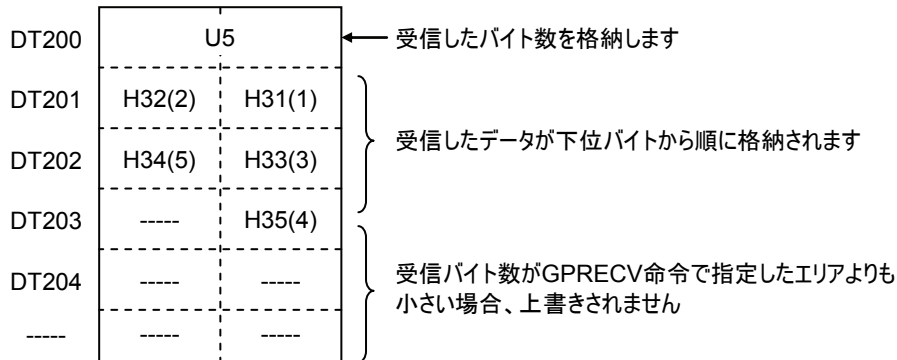 DT200 U5 受信したバイト数を格納します
DT201 H32(2) H31(1)
受信したデータが下位バイトから順に格納されます
DT202 H34(5) H33(3)
DT203 ----- H35(4)
DT204 ----- -----
受信バイト数がGPRECV命令で指定したエリアよりも
小さい場合、上書きされません
----- ----- -----